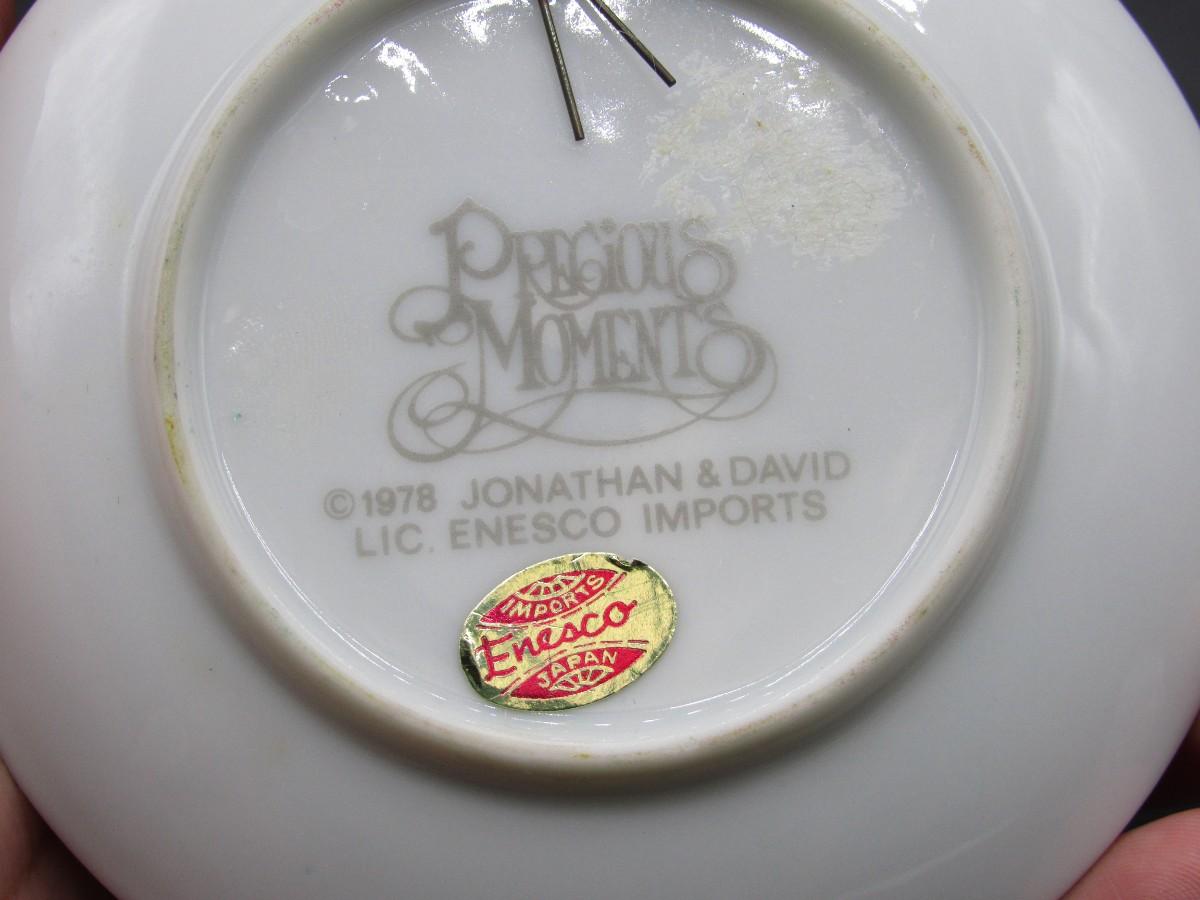 PRECIOUS
MOMENTS
© 1978 JONATHAN & DAVID
LIC. ENESCO IMPORTS
IMPORTS
Enesco
JAPAN